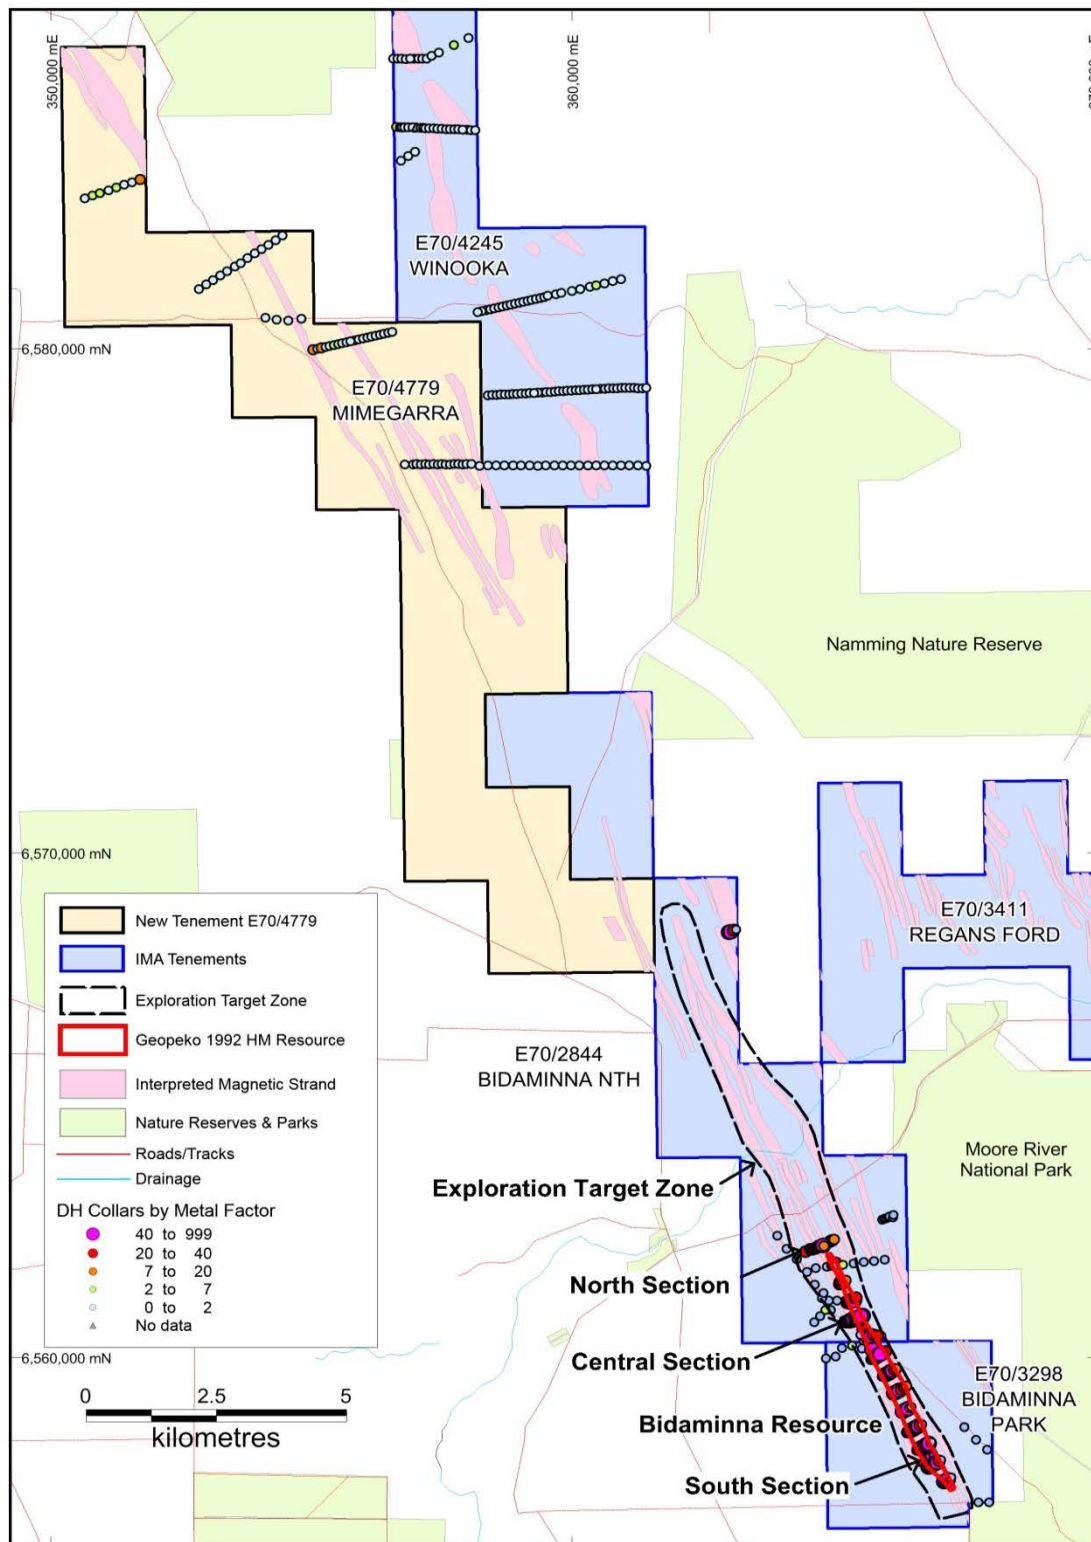 350,000 mE
360,000 mE
E70/4245
WINOOKA
6,580,000 mN
E70/4779
MIMEGARRA
Namming Nature Reserve
6,570,000 mN
E70/3411
REGANS FORD
New Tenement E70/4779
IMA Tenements
Exploration Target Zone
Geopeko 1992 HM Resource
Interpreted Magnetic Strand
Nature Reserves & Parks
Roads/Tracks
Drainage
DH Collars by Metal Factor
40 to 999
20 to 40
7 to 20
2 to 7
0 to 2
No data
E70/2844
BIDAMINNA NTH
Moore River
National Park
Exploration Target Zone
North Section
6,560,000 mN
Central Section
E70/3298
BIDAMINNA
PARK
Bidaminna Resource
South Section
0 2.5 5
kilometres